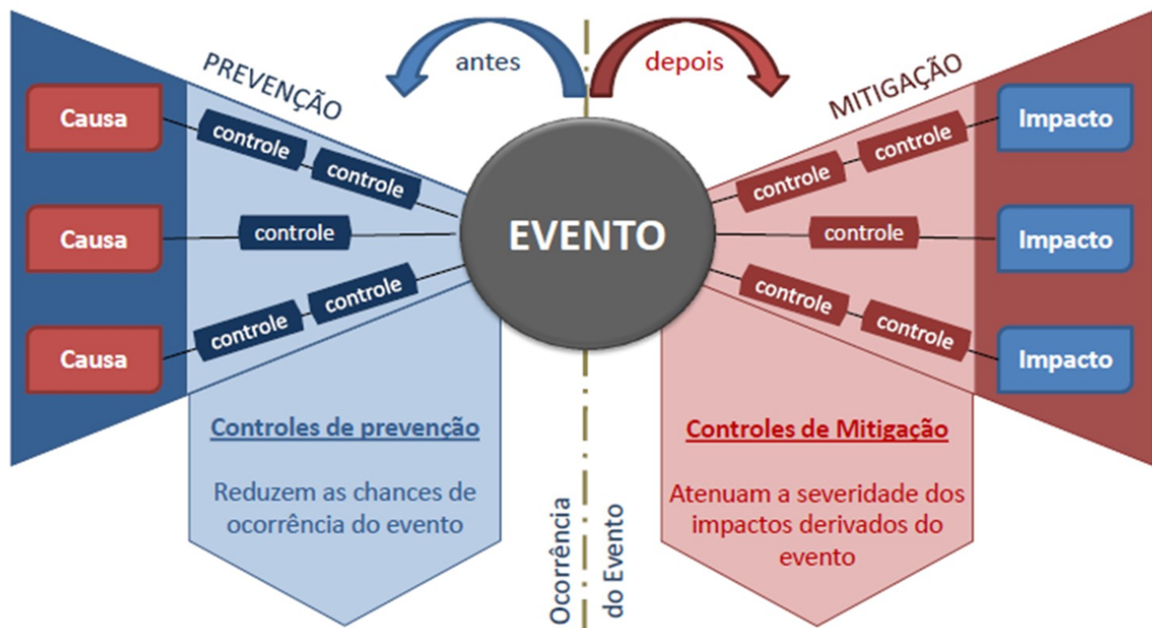 antes
depois
PREVENÇÃO
MITIGAÇÃO
Causa
controle
controle
controle
controle
Impacto
Causa
controle
EVENTO
controle
Impacto
Causa
controle
controle
controle
controle
Impacto
Controles de prevenção
Reduzem as chances de
ocorrência do evento
Ocorrência
do Evento
Controles de Mitigação
Atenuam a severidade dos
impactos derivados do
evento